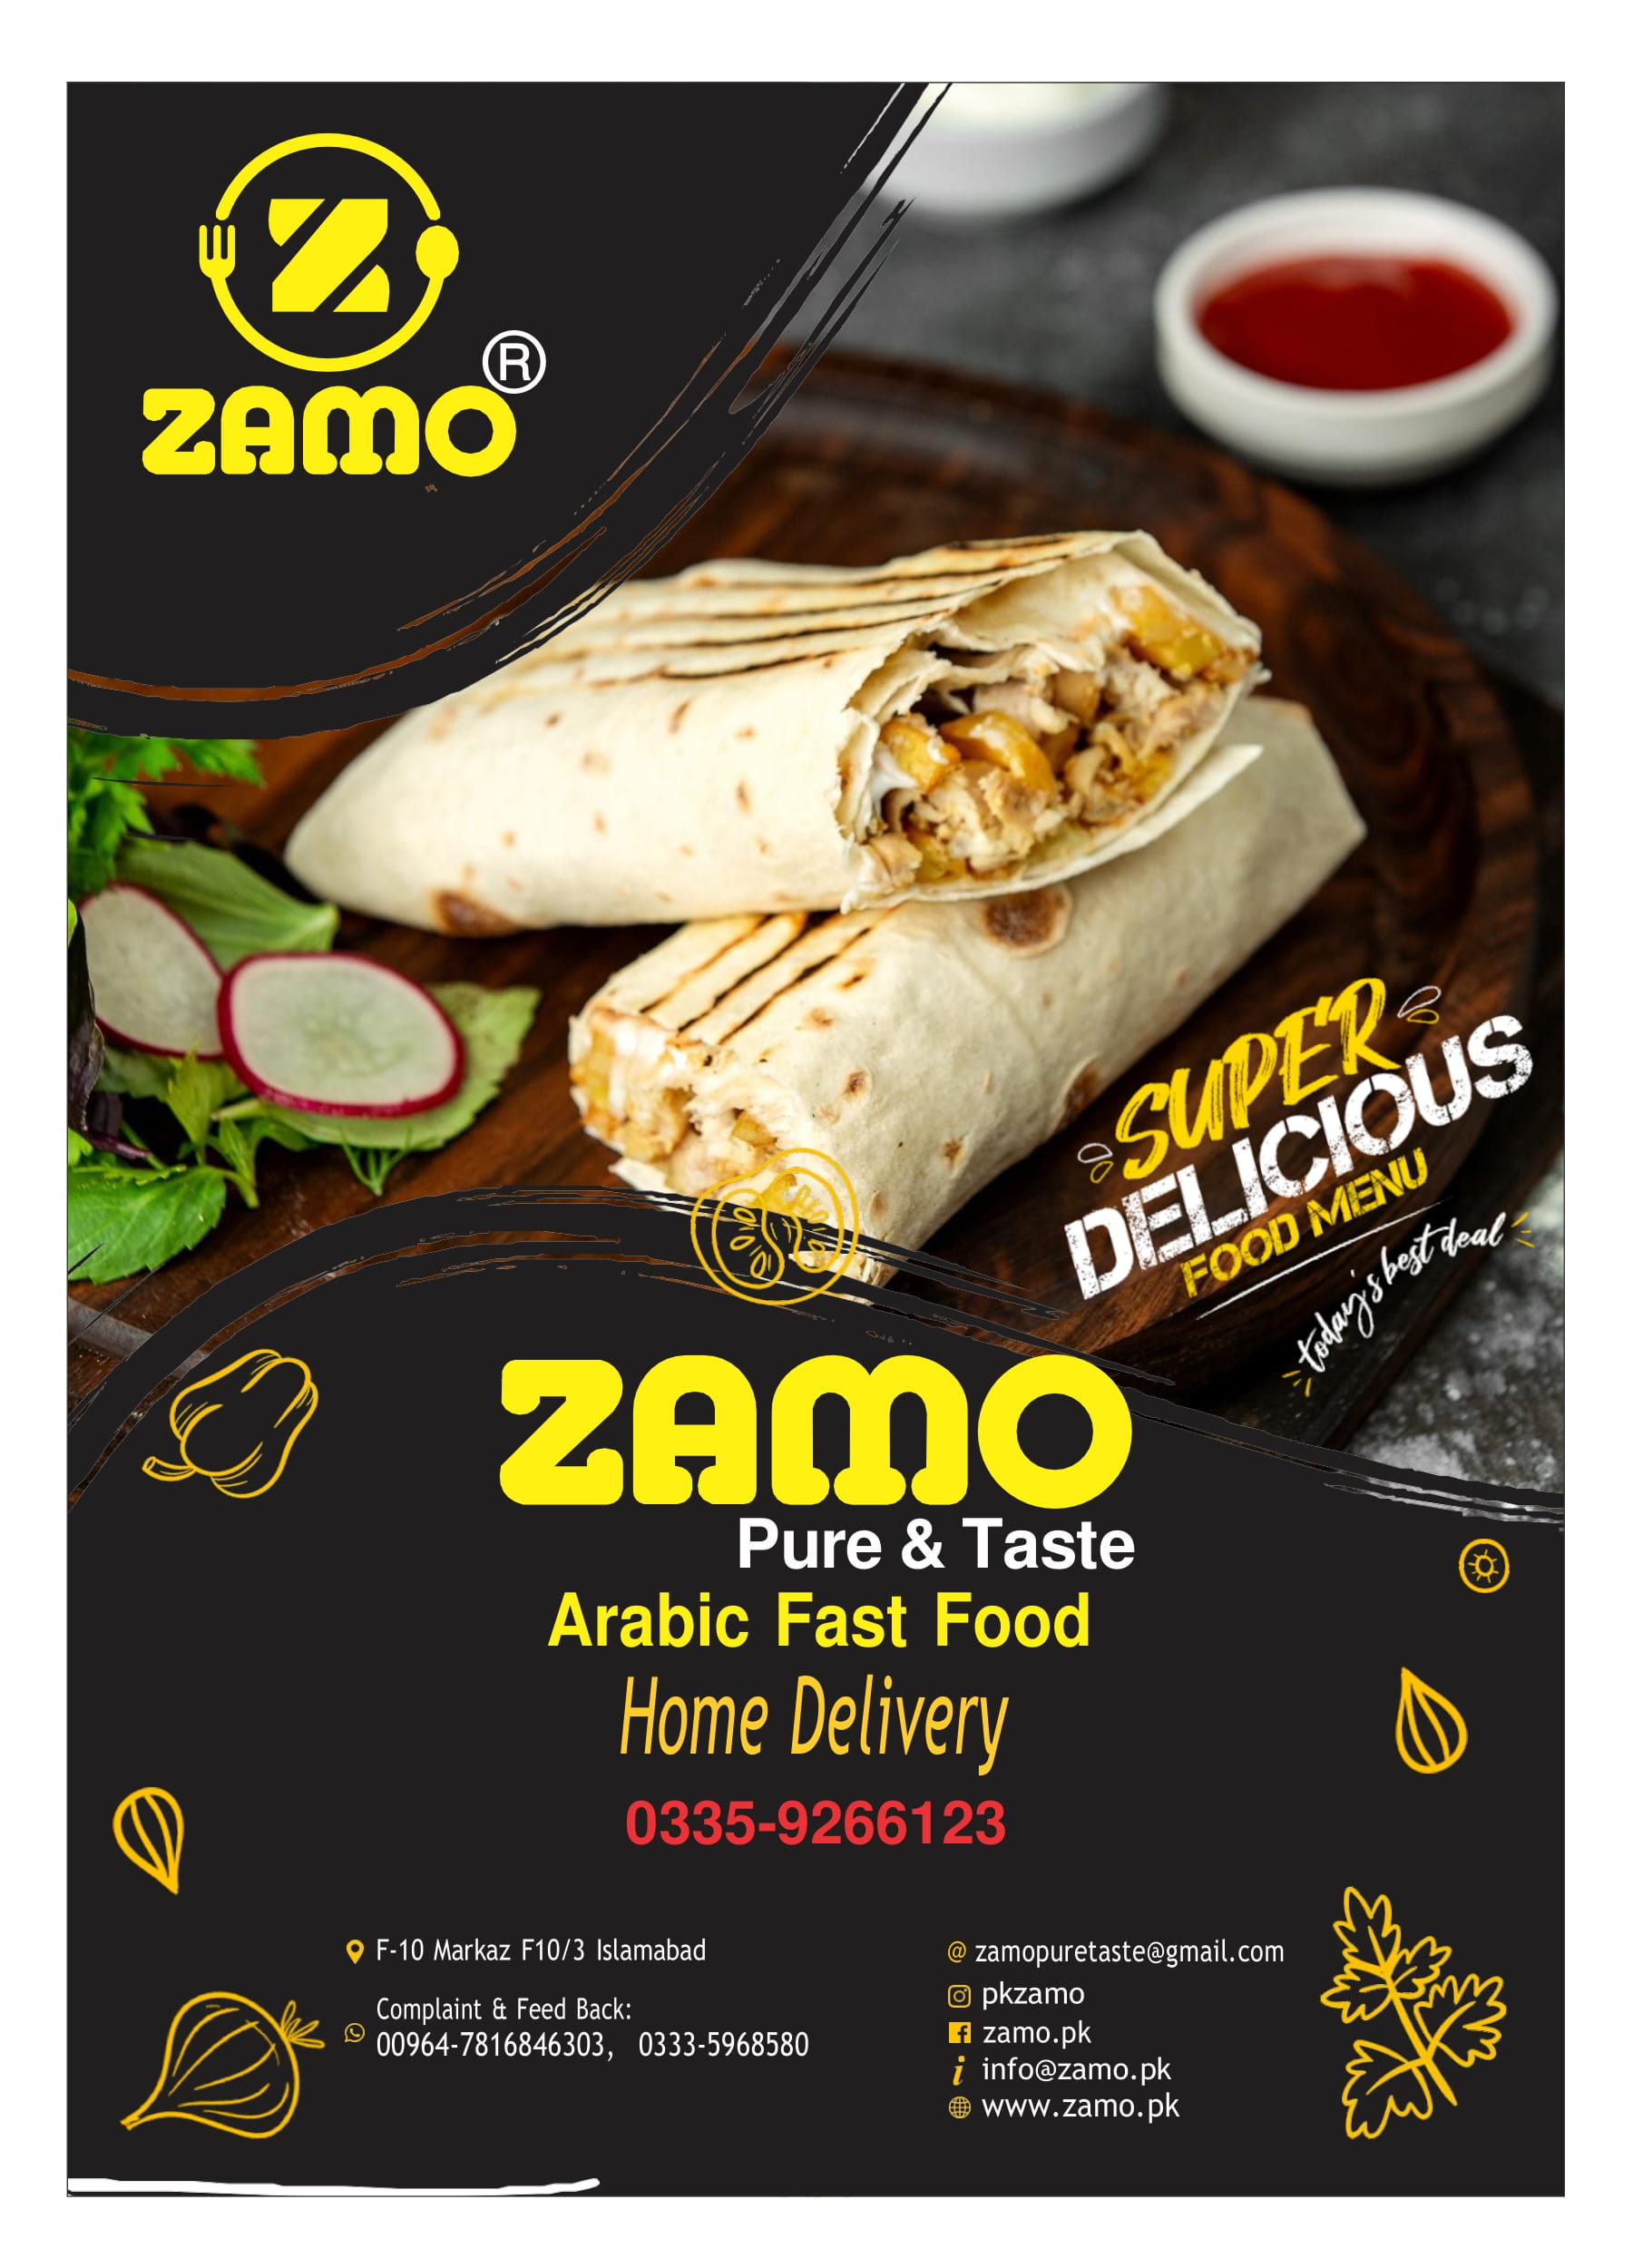 Z
ZAMO®
SUPER
DELICIOUS
FOOD MENU
today's best deal
ZAMO
Pure & Taste
Arabic Fast Food
Home Delivery
0335-9266123
F-10 Markaz F10/3 Islamabad
Complaint & Feed Back:
00964-7816846303, 0333-5968580
@ zamopuretaste@gmail.com
pkzamo
zamo.pk
info@zamo.pk
www.zamo.pk